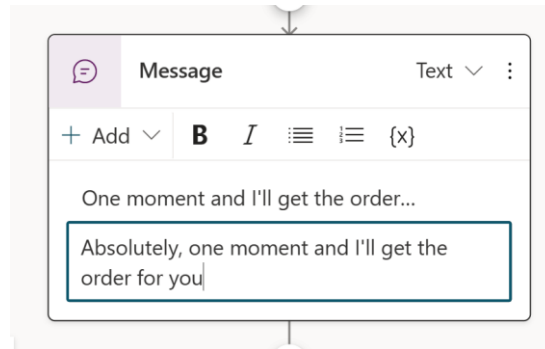 Message Text
+ Add B I {x}
One moment and I'll get the order...
Absolutely, one moment and I'll get the
order for you